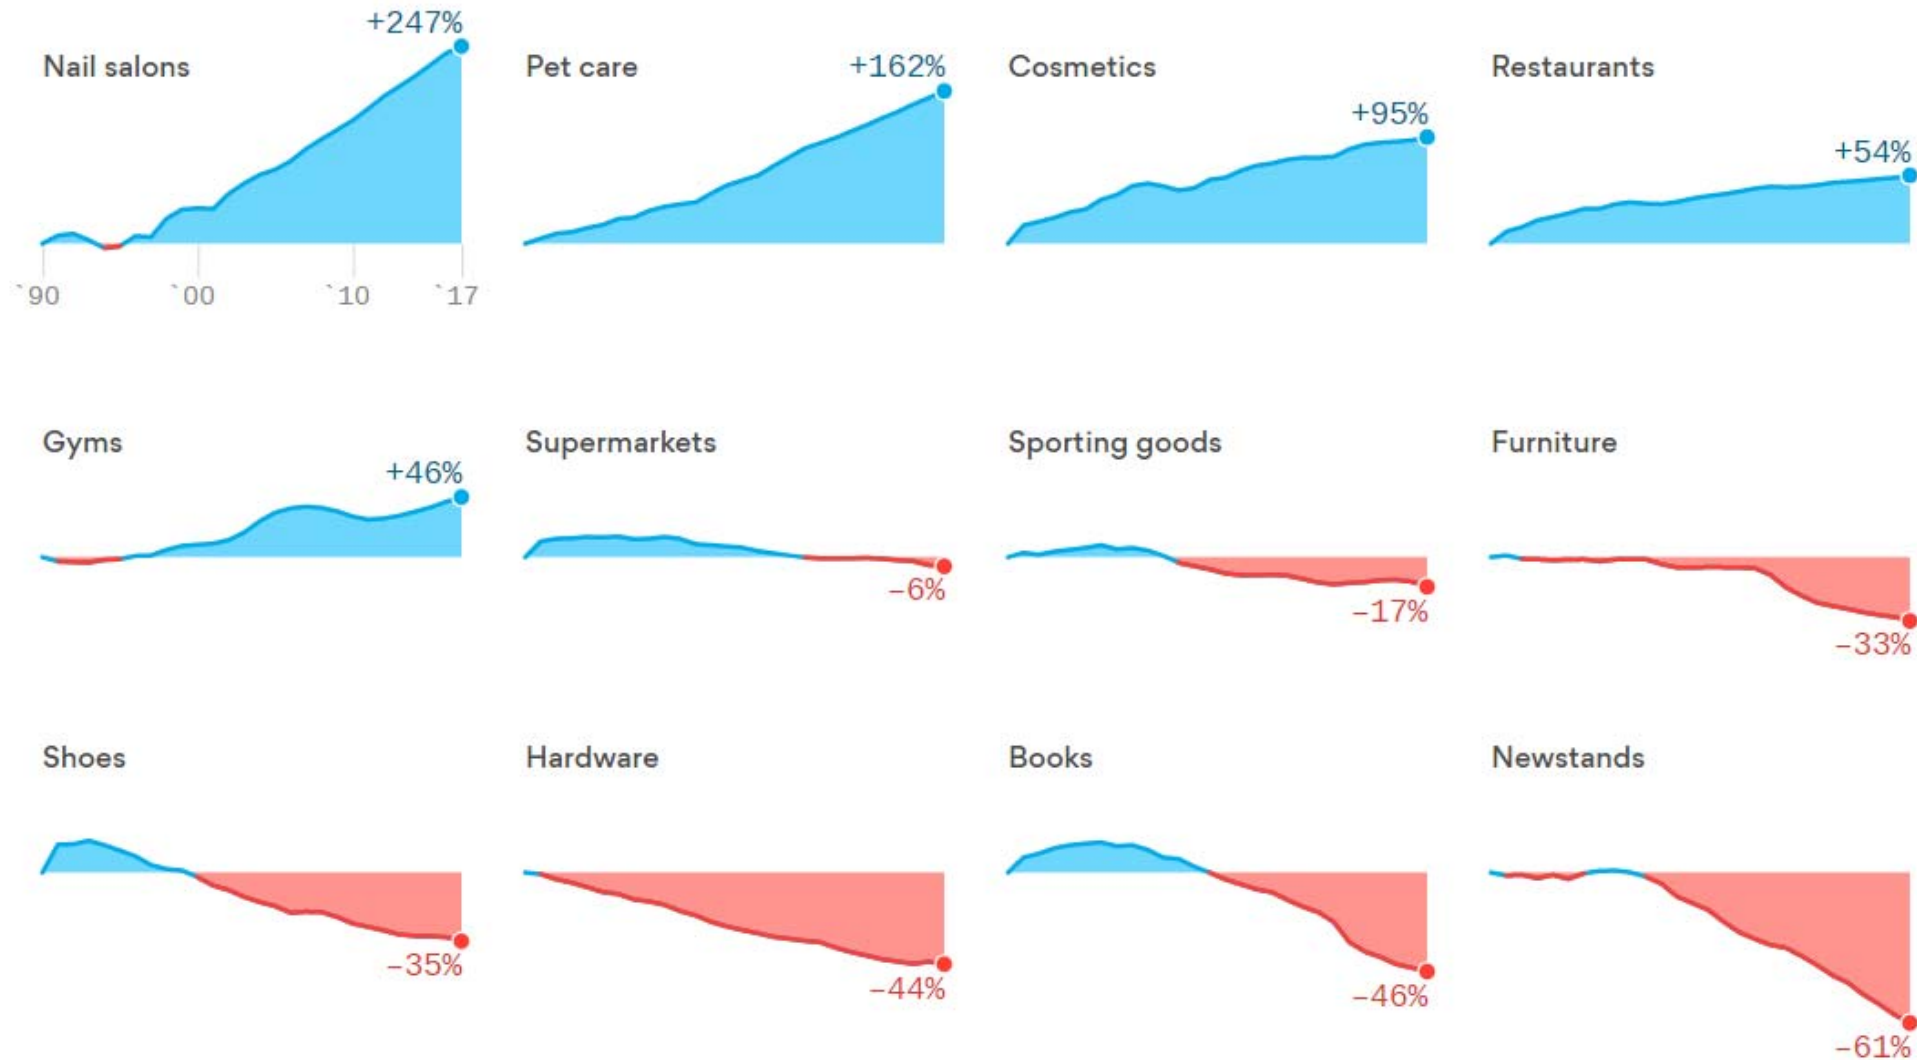 Nail salons
+247%
`90 `00 `10 `17
Pet care
+162%
Cosmetics
+95%
Restaurants
+54%
Gyms
+46%
Supermarkets
−6%
Sporting goods
−17%
Furniture
−33%
Shoes
−35%
Hardware
−44%
Books
−46%
Newstands
−61%